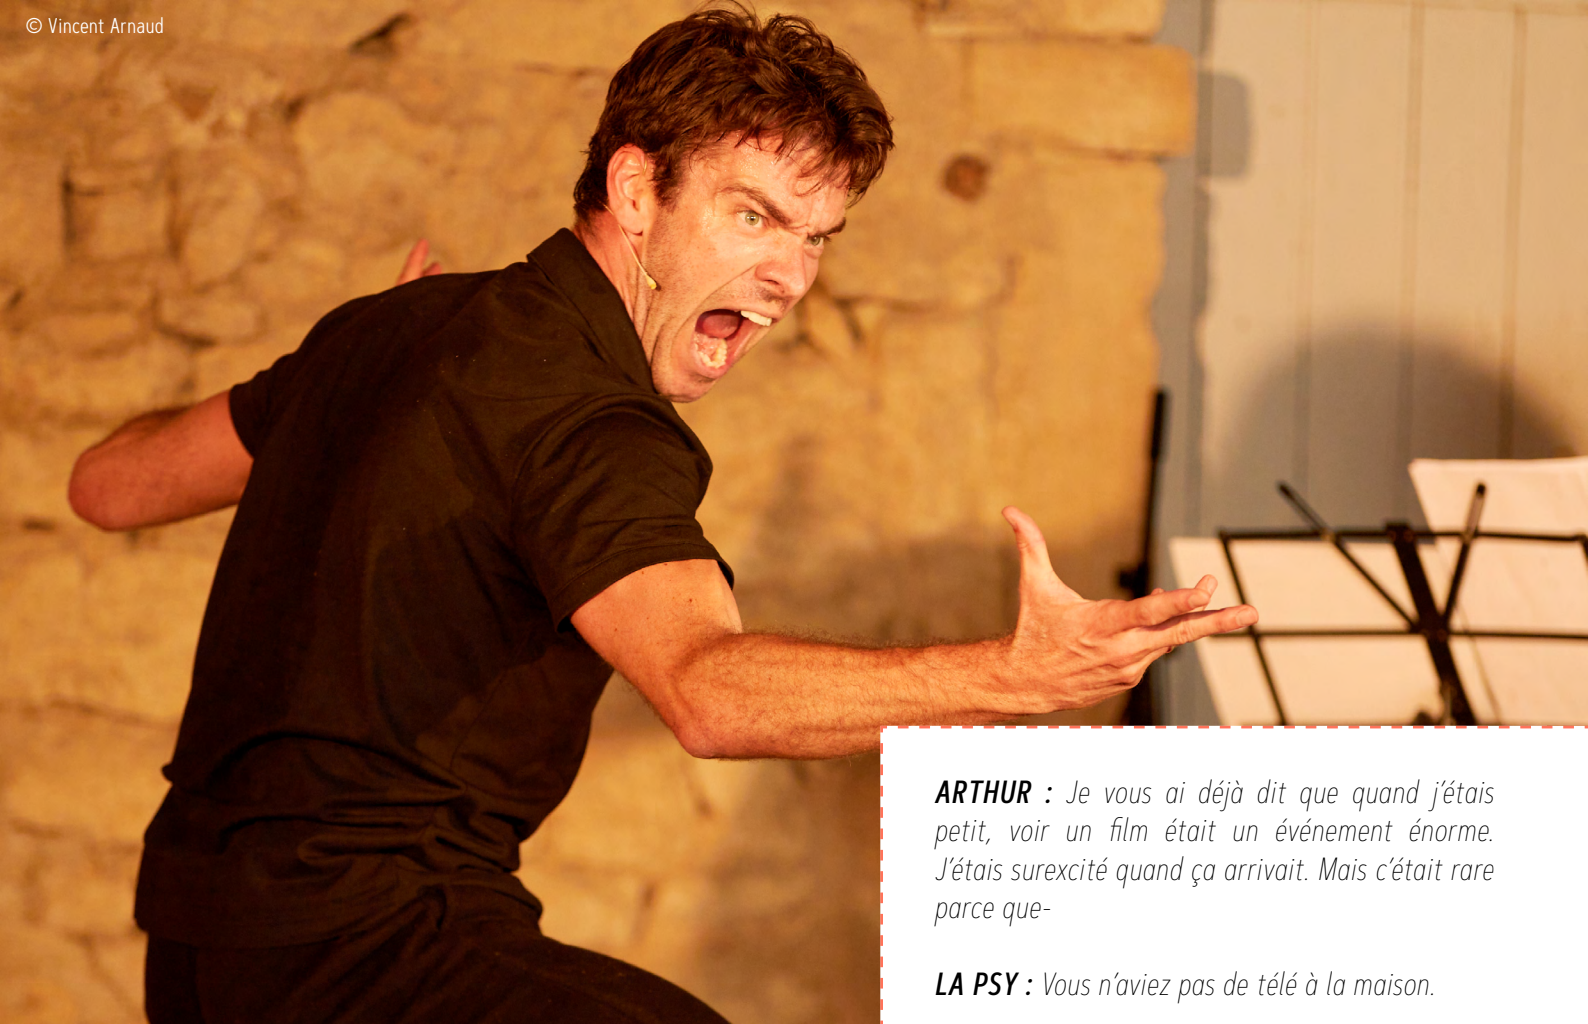 © Vincent Arnaud
ARTHUR : Je vous ai déjà dit que quand j’étais
petit, voir un film était un événement énorme.
J’étais surexcité quand ça arrivait. Mais c’était rare
parce que-
LA PSY : Vous n’aviez pas de télé à la maison.